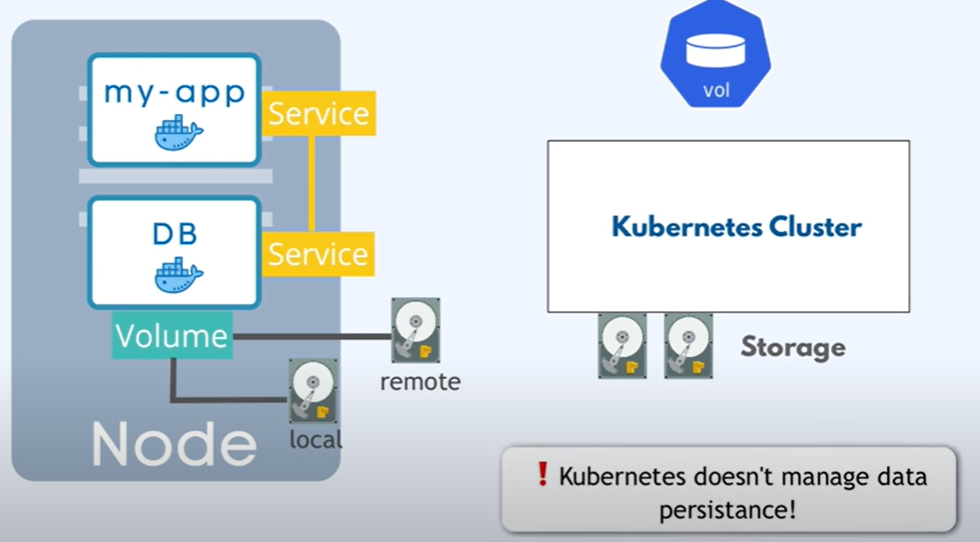 my-app
Service
DB
Service
Volume
remote
local
Node
vol
Kubernetes Cluster
Storage
! Kubernetes doesn't manage data
persistance!